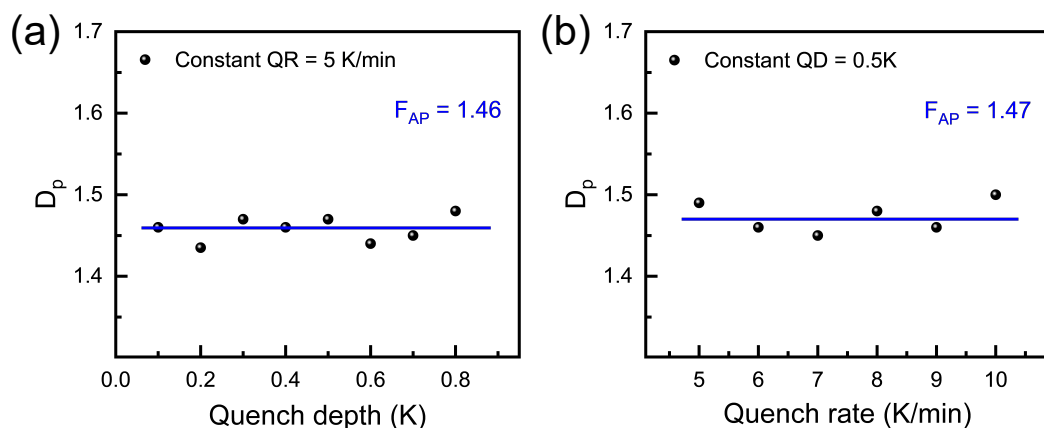 (a)
Constant QR = 5 K/min
F_AP = 1.46
D_p
1.7
1.6
1.5
1.4
0.0 0.2 0.4 0.6 0.8
Quench depth (K)
(b)
Constant QD = 0.5K
F_AP = 1.47
D_p
1.7
1.6
1.5
1.4
5 6 7 8 9 10
Quench rate (K/min)